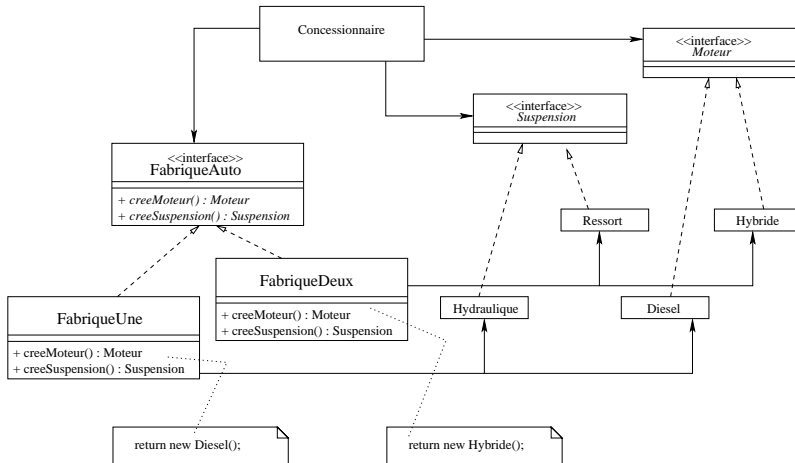 Concessionnaire
<<interface>>
Moteur
<<interface>>
Suspension
<<interface>>
FabriqueAuto
+ creeMoteur() : Moteur
+ creeSuspension() : Suspension
Ressort
Hybride
FabriqueDeux
+ creeMoteur() : Moteur
+ creeSuspension() : Suspension
FabriqueUne
+ creeMoteur() : Moteur
+ creeSuspension() : Suspension
Hydraulique
Diesel
return new Diesel();
return new Hybride();